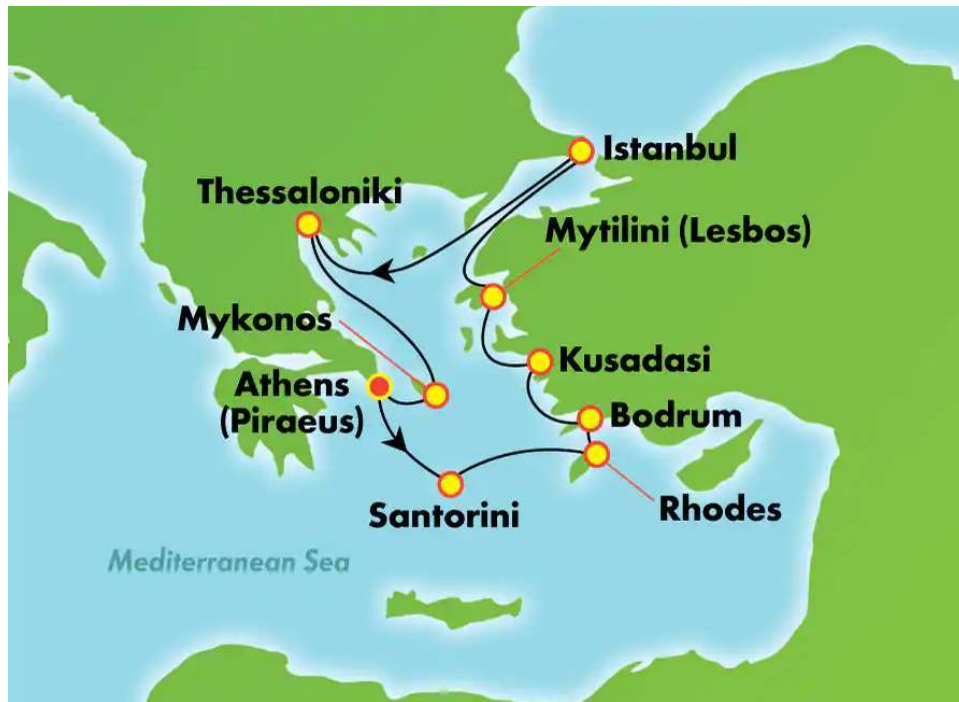 Istanbul
Thessaloniki
Mytilini (Lesbos)
Mykonos
Kusadasi
Athens
(Piraeus)
Bodrum
Santorini
Rhodes
Mediterranean Sea